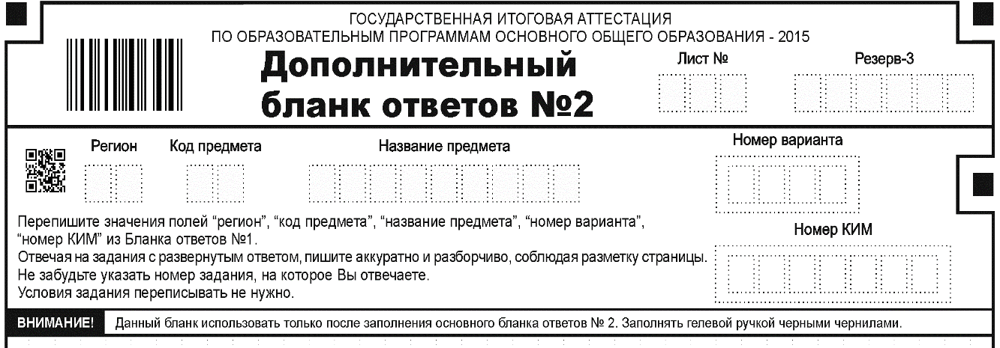 ГОСУДАРСТВЕННАЯ ИТОГОВАЯ АТТЕСТАЦИЯ
ПО ОБРАЗОВАТЕЛЬНЫМ ПРОГРАММАМ ОСНОВНОГО ОБЩЕГО ОБРАЗОВАНИЯ - 2015
Дополнительный
бланк ответов №2
Лист №
Резерв-3
Регион
Код предмета
Название предмета
Номер варианта
Перепишите значения полей “регион”, “код предмета”, “название предмета”, “номер варианта”,
“номер КИМ” из Бланка ответов №1.
Отвечая на задания с развернутым ответом, пишите аккуратно и разборчиво, соблюдая разметку страницы.
Не забудьте указать номер задания, на которое Вы отвечаете.
Условия задания переписывать не нужно.
Номер КИМ
ВНИМАНИЕ! Данный бланк использовать только после заполнения основного бланка ответов № 2. Заполнять гелевой ручкой черными чернилами.